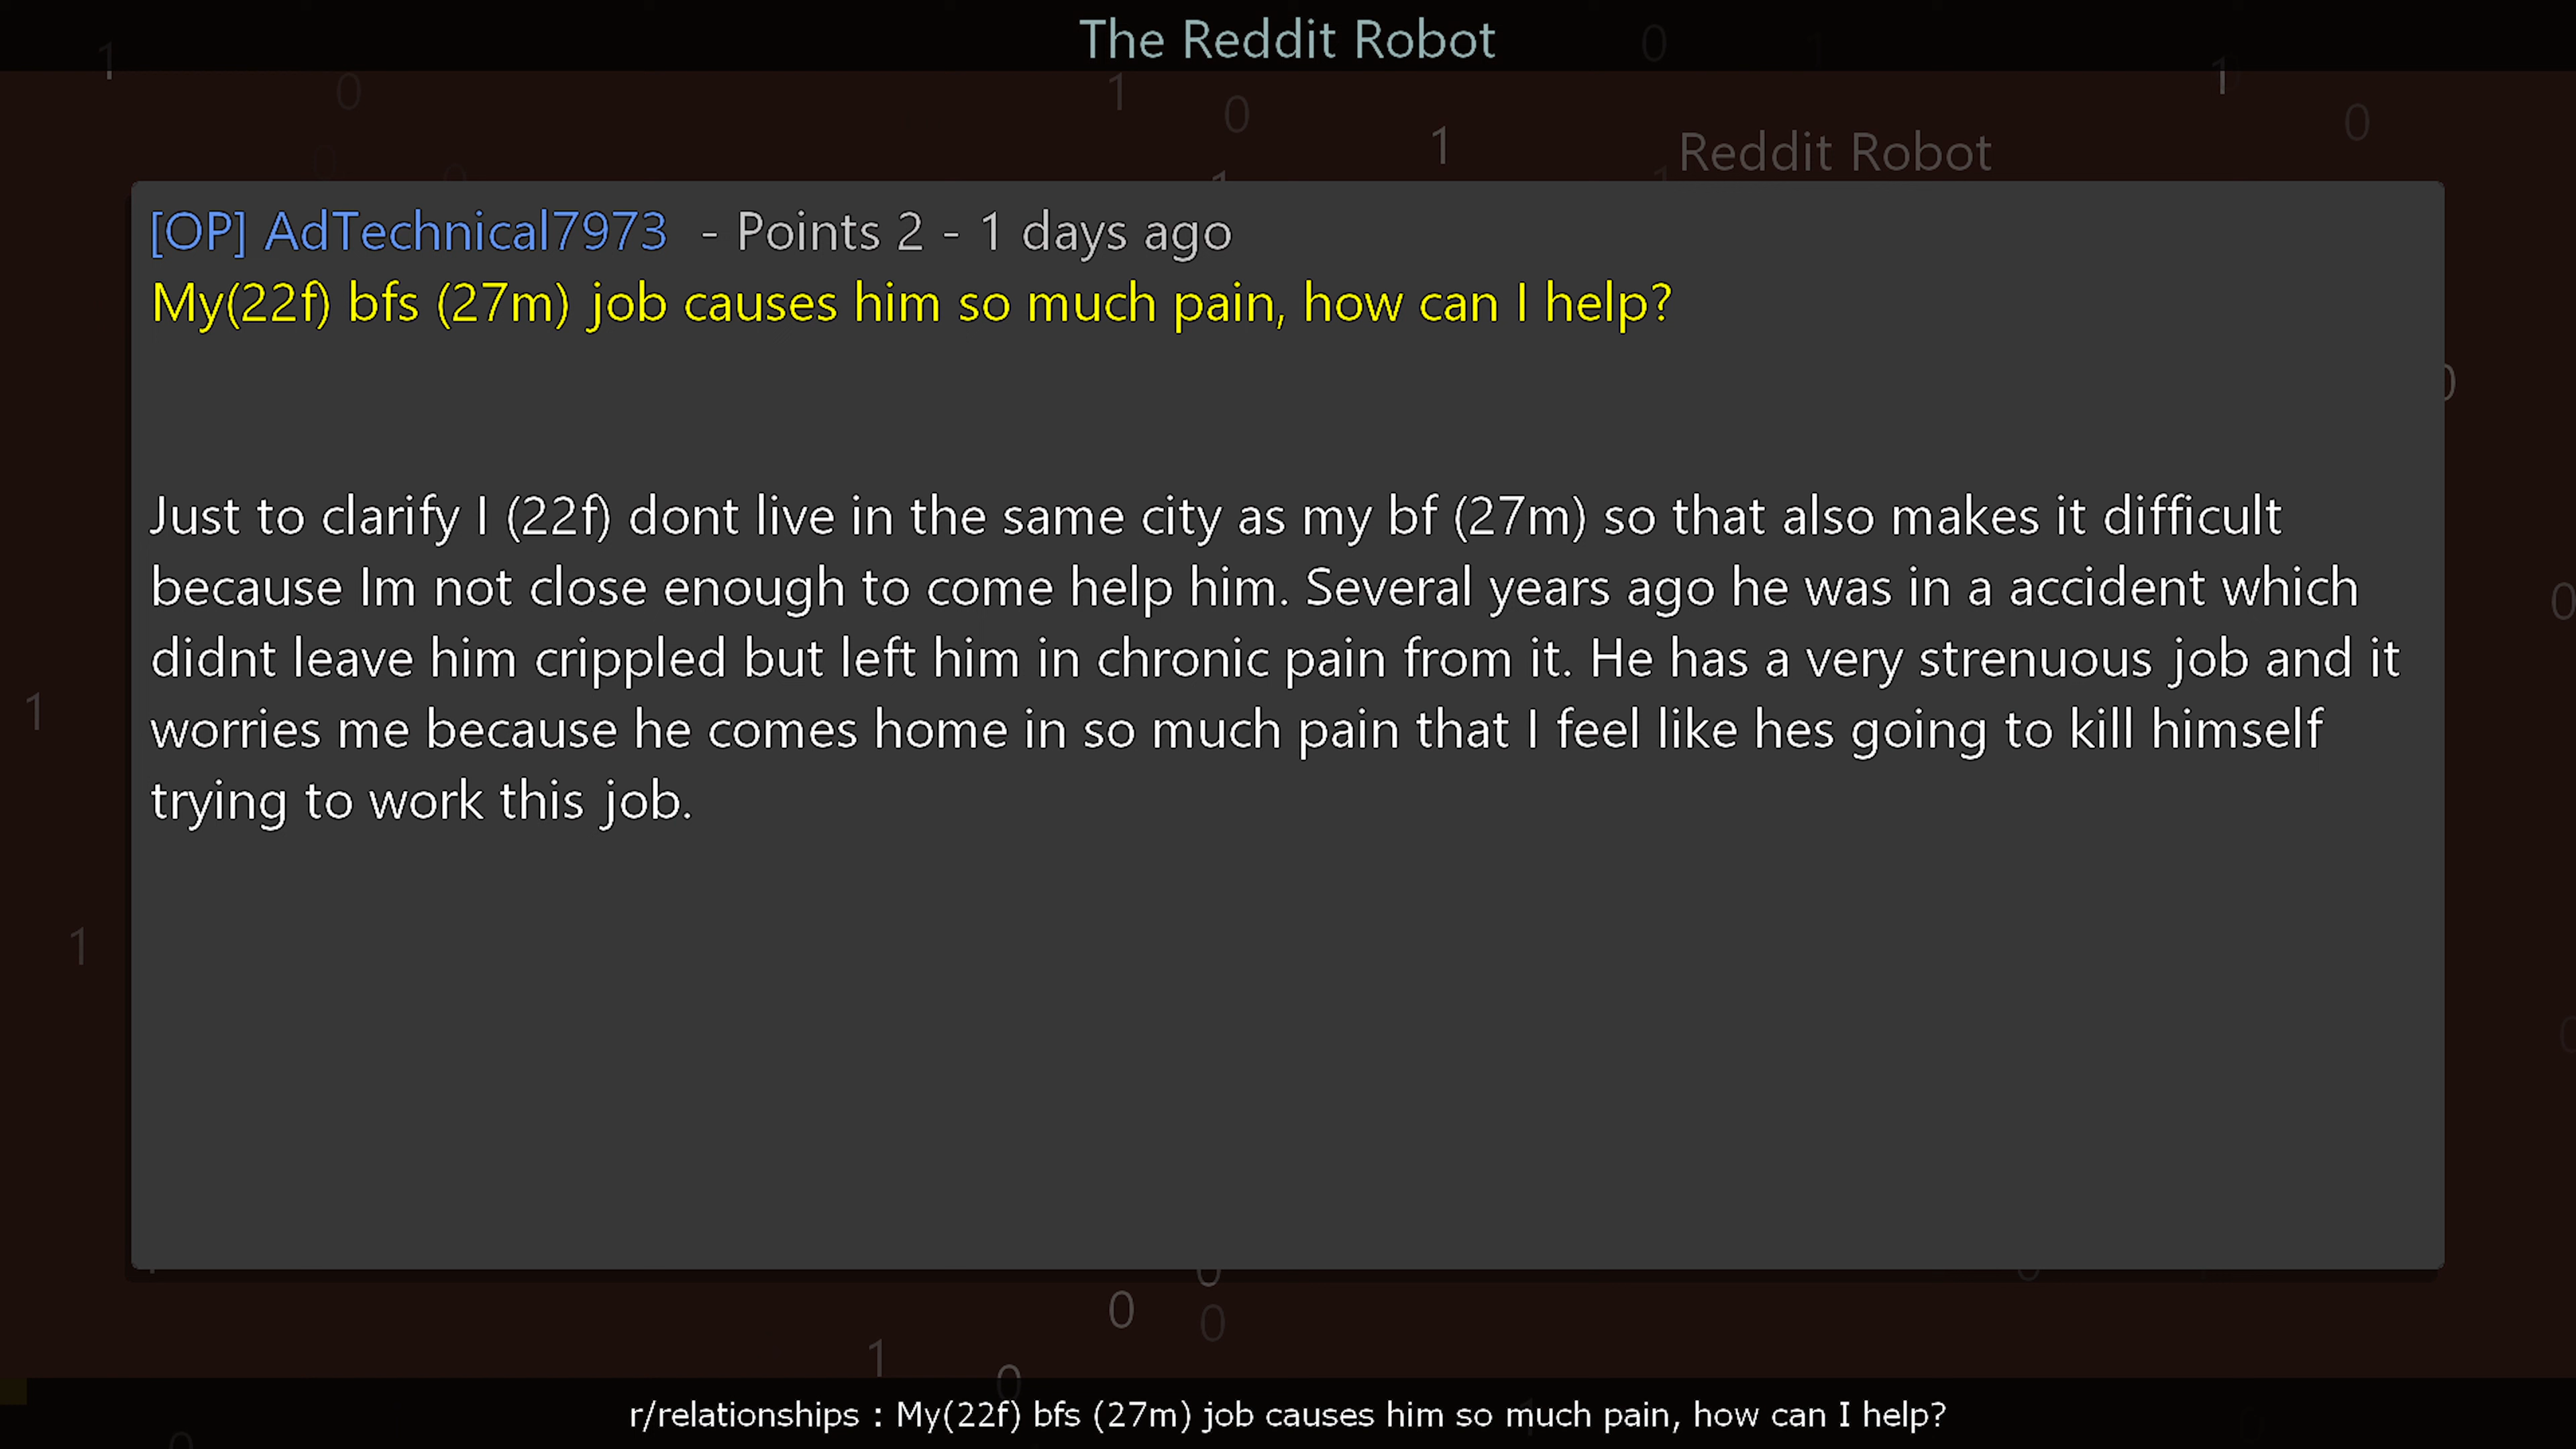 The Reddit Robot
Reddit Robot
[OP] AdTechnical7973 - Points 2 - 1 days ago
My(22f) bfs (27m) job causes him so much pain, how can I help?
Just to clarify I (22f) dont live in the same city as my bf (27m) so that also makes it difficult
because Im not close enough to come help him. Several years ago he was in a accident which
didnt leave him crippled but left him in chronic pain from it. He has a very strenuous job and it
worries me because he comes home in so much pain that I feel like hes going to kill himself
trying to work this job.
r/relationships : My(22f) bfs (27m) job causes him so much pain, how can I help?